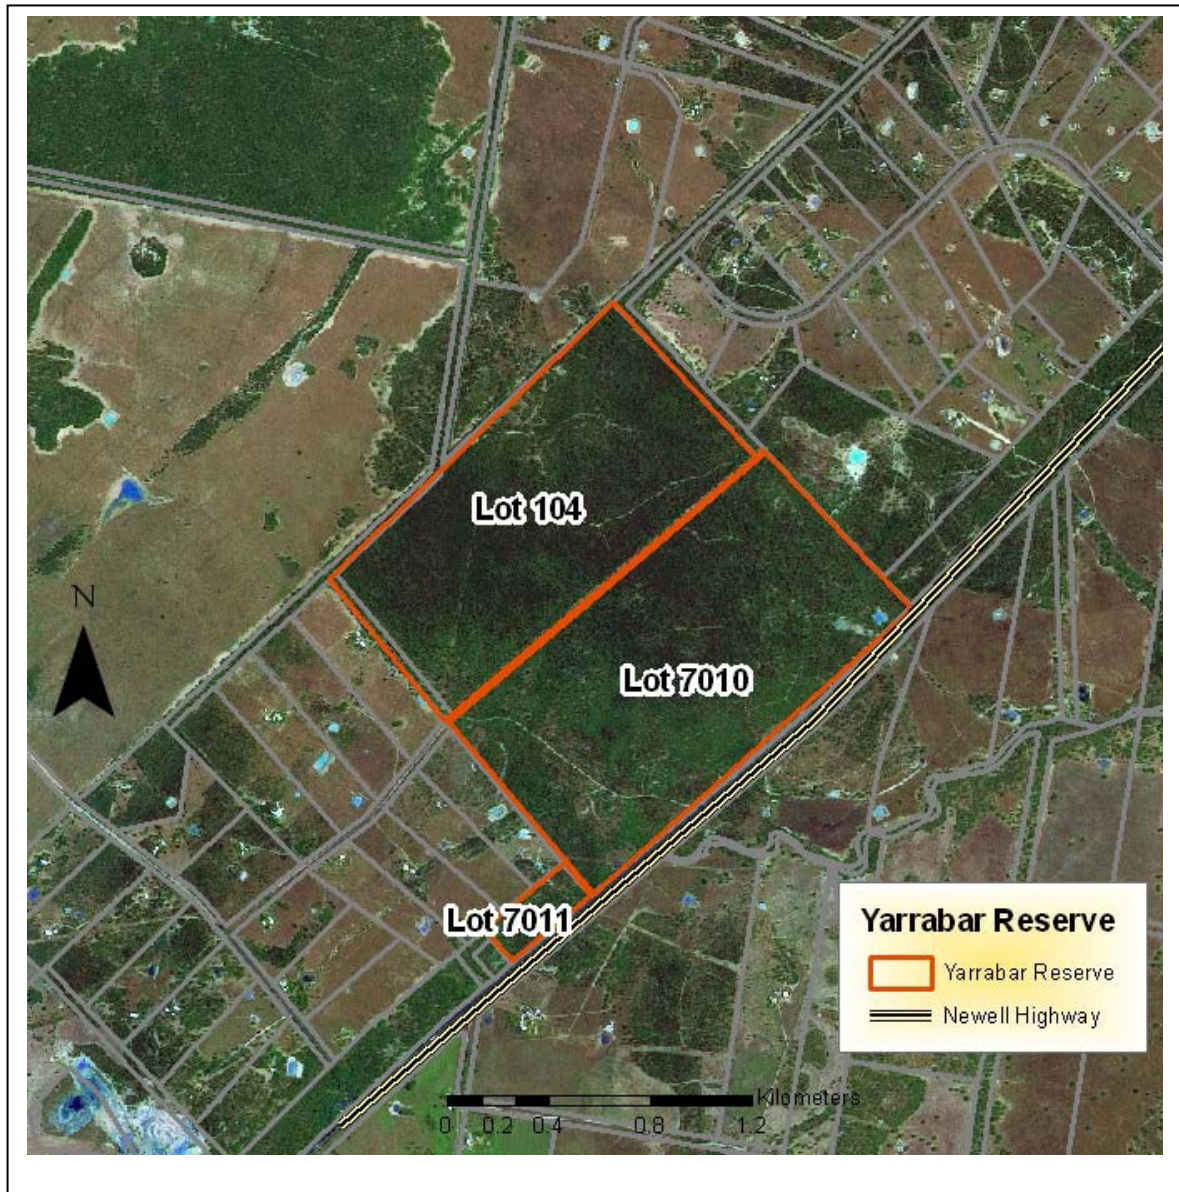 Lot 104
N
Lot 7010
Lot 7011
Yarrabar Reserve
Yarrabar Reserve
Newell Highway
Kilometers
0 0.2 0.4 0.8 1.2